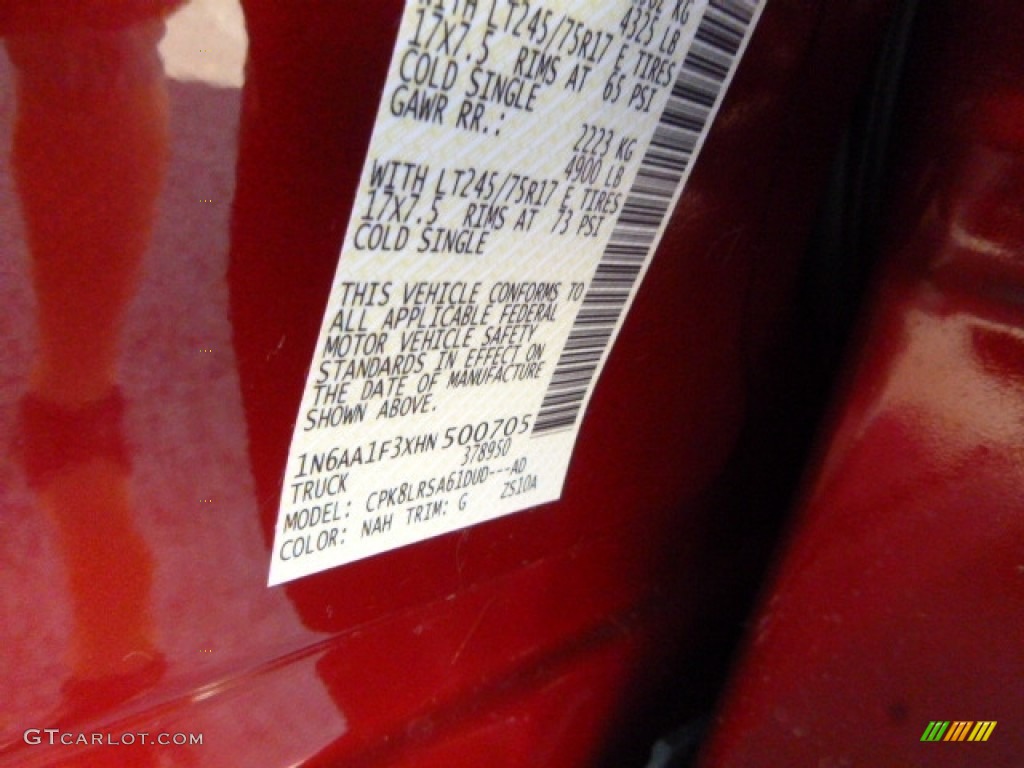 4325 LB
WITH LT245/75R17 E TIRES
17X7.5 RIMS AT 65 PSI
COLD SINGLE
GAWR RR.:
2223 KG
4900 LB
WITH LT245/75R17 E TIRES
17X7.5 RIMS AT 73 PSI
COLD SINGLE
THIS VEHICLE CONFORMS TO
ALL APPLICABLE FEDERAL
MOTOR VEHICLE SAFETY
STANDARDS IN EFFECT ON
THE DATE OF MANUFACTURE
SHOWN ABOVE.
1N6AA1F3XHN500705
TRUCK 378950
MODEL: CPK8LRSA61DUD---AD
COLOR: NAH TRIM: G ZS10A
GTCARLOT.COM